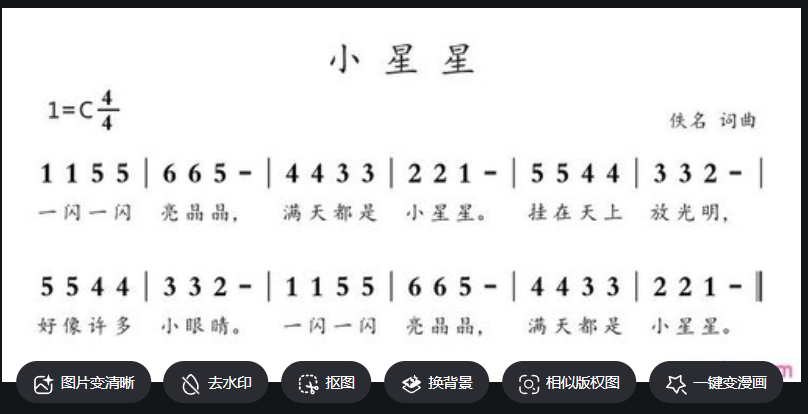 小星星
1=C 4/4
佚名 词曲
1 1 5 5 | 6 6 5 - | 4 4 3 3 | 2 2 1 - | 5 5 4 4 | 3 3 2 - |
一闪一闪 亮晶晶， 满天都是 小星星。 挂在天上 放光明，
5 5 4 4 | 3 3 2 - | 1 1 5 5 | 6 6 5 - | 4 4 3 3 | 2 2 1 - ‖
好像许多 小眼睛。 一闪一闪 亮晶晶， 满天都是 小星星。
图片变清晰 去水印 抠图 换背景 相似版权图 一键变漫画